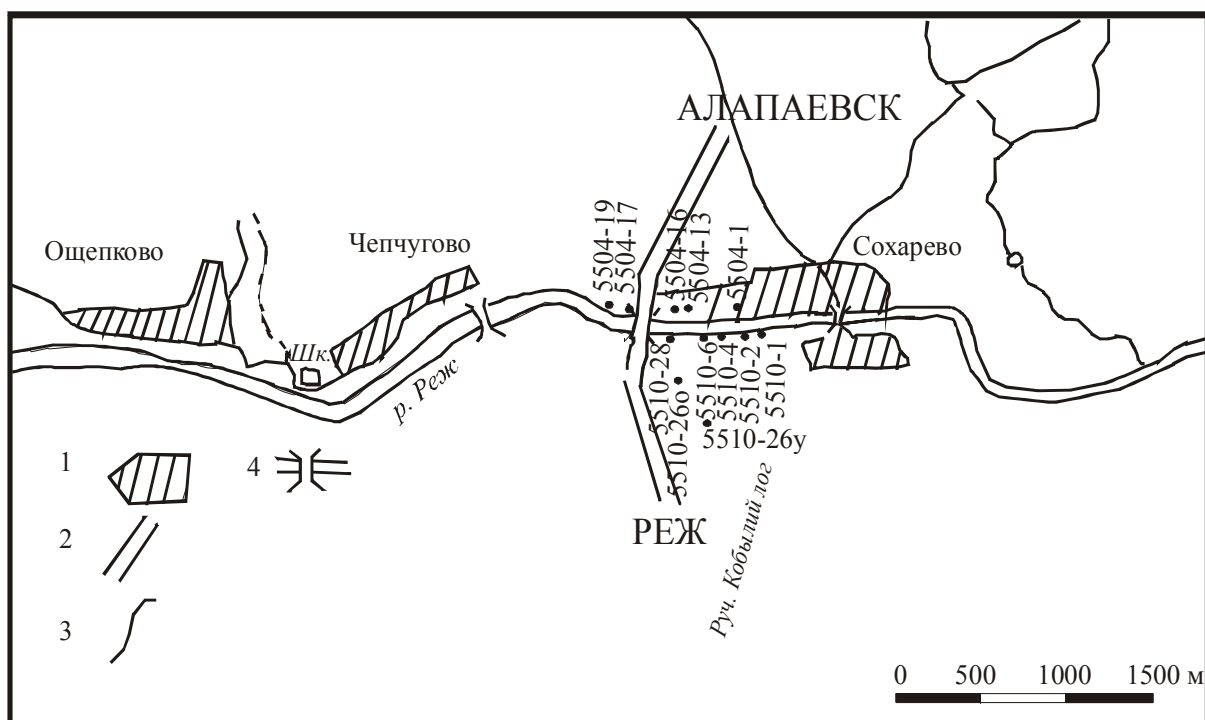 АЛАПАЕВСК
5504-19
5504-17
5504-16
5504-13
5504-1
Ощепково
Чепчугово
Сохарево
Шк.
р. Реж
5510-28
5510-26о
5510-6
5510-4
5510-2
5510-1
5510-26у
РЕЖ
Руч. Кобылий лог
1
4
2
3
0 500 1000 1500 м